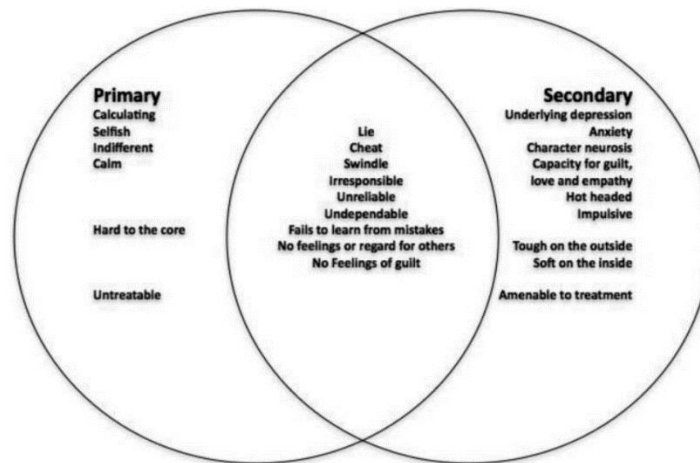 Primary
Calculating
Selfish
Indifferent
Calm
Hard to the core
Untreatable
Lie
Cheat
Swindle
Irresponsible
Unreliable
Undependable
Fails to learn from mistakes
No feelings or regard for others
No Feelings of guilt
Secondary
Underlying depression
Anxiety
Character neurosis
Capacity for guilt,
love and empathy
Hot headed
Impulsive
Tough on the outside
Soft on the inside
Amenable to treatment